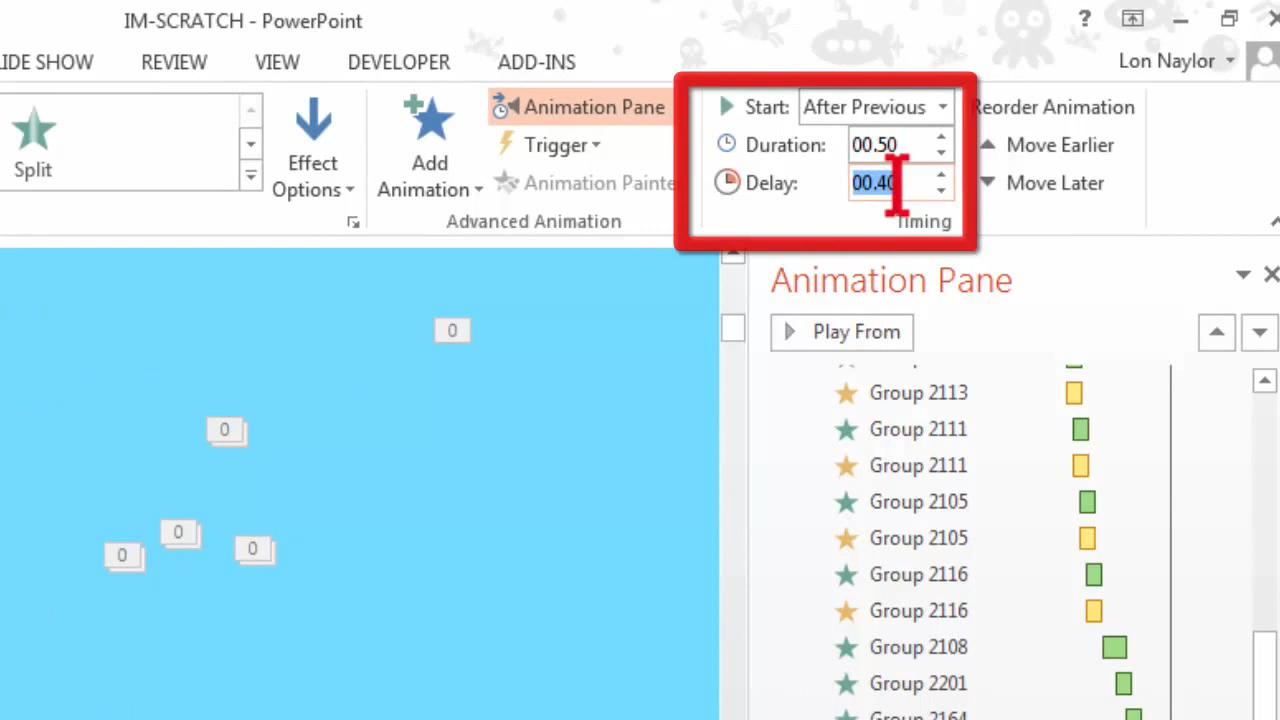 IM-SCRATCH - PowerPoint
?
Lon Naylor
IDE SHOW REVIEW VIEW DEVELOPER ADD-INS
Split
Effect
Options
Add
Animation
Animation Pane
Trigger
Animation Painte
Advanced Animation
Start: After Previous
Duration: 00.50
Delay: 00.40
Timing
Reorder Animation
Move Earlier
Move Later
0
0
0
0
0
Animation Pane
Play From
Group 2113
Group 2111
Group 2111
Group 2105
Group 2105
Group 2116
Group 2116
Group 2108
Group 2201
Group 2164